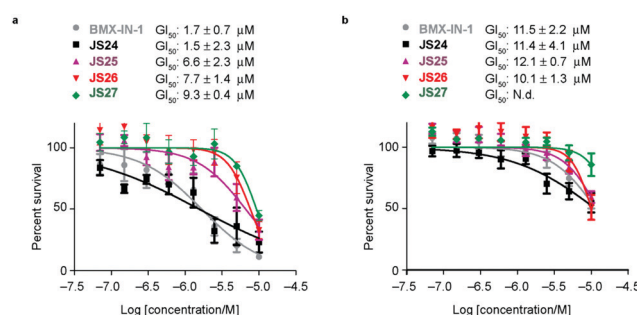 a
BMX-IN-1 GI50: 1.7 ± 0.7 μM
JS24 GI50: 1.5 ± 2.3 μM
JS25 GI50: 6.6 ± 2.3 μM
JS26 GI50: 7.7 ± 1.4 μM
JS27 GI50: 9.3 ± 0.4 μM
Percent survival
100
50
0
−7.5 −7.0 −6.5 −6.0 −5.5 −5.0 −4.5
Log [concentration/M]
b
BMX-IN-1 GI50: 11.5 ± 2.2 μM
JS24 GI50: 11.4 ± 4.1 μM
JS25 GI50: 12.1 ± 0.7 μM
JS26 GI50: 10.1 ± 1.3 μM
JS27 GI50: N.d.
Percent survival
100
50
0
−7.5 −7.0 −6.5 −6.0 −5.5 −5.0 −4.5
Log [concentration/M]